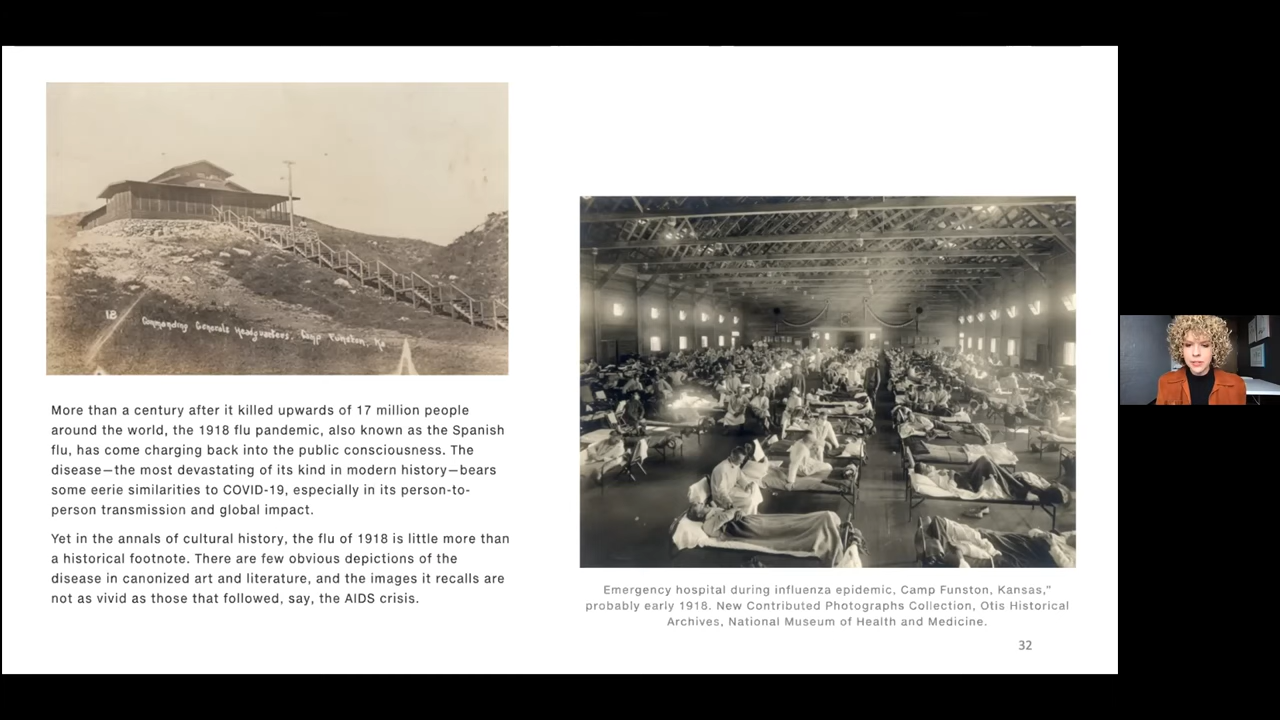 18 Commanding Generals Headquarters, Camp Funston, Ks
More than a century after it killed upwards of 17 million people
around the world, the 1918 flu pandemic, also known as the Spanish
flu, has come charging back into the public consciousness. The
disease—the most devastating of its kind in modern history—bears
some eerie similarities to COVID-19, especially in its person-to-
person transmission and global impact.
Yet in the annals of cultural history, the flu of 1918 is little more than
a historical footnote. There are few obvious depictions of the
disease in canonized art and literature, and the images it recalls are
not as vivid as those that followed, say, the AIDS crisis.
Emergency hospital during influenza epidemic, Camp Funston, Kansas,"
probably early 1918. New Contributed Photographs Collection, Otis Historical
Archives, National Museum of Health and Medicine.
32